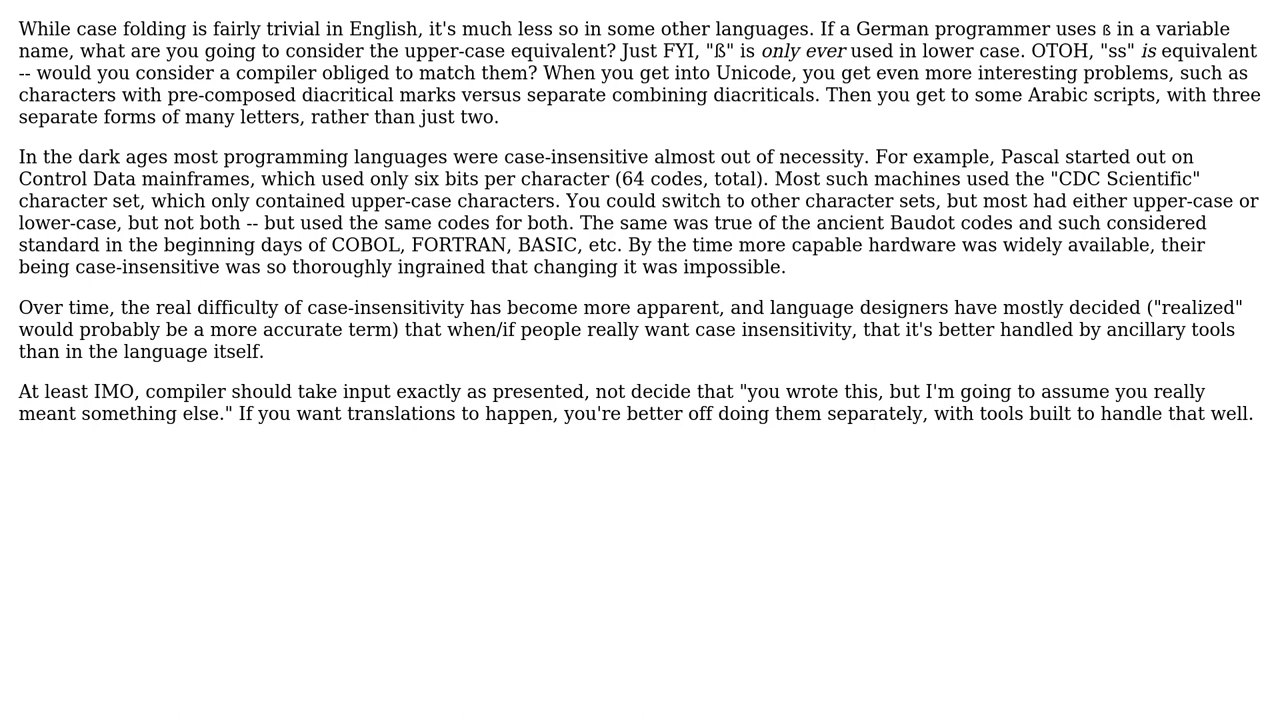 While case folding is fairly trivial in English, it's much less so in some other languages. If a German programmer uses ß in a variable
name, what are you going to consider the upper-case equivalent? Just FYI, "ß" is only ever used in lower case. OTOH, "ss" is equivalent
-- would you consider a compiler obliged to match them? When you get into Unicode, you get even more interesting problems, such as
characters with pre-composed diacritical marks versus separate combining diacriticals. Then you get to some Arabic scripts, with three
separate forms of many letters, rather than just two.
In the dark ages most programming languages were case-insensitive almost out of necessity. For example, Pascal started out on
Control Data mainframes, which used only six bits per character (64 codes, total). Most such machines used the "CDC Scientific"
character set, which only contained upper-case characters. You could switch to other character sets, but most had either upper-case or
lower-case, but not both -- but used the same codes for both. The same was true of the ancient Baudot codes and such considered
standard in the beginning days of COBOL, FORTRAN, BASIC, etc. By the time more capable hardware was widely available, their
being case-insensitive was so thoroughly ingrained that changing it was impossible.
Over time, the real difficulty of case-insensitivity has become more apparent, and language designers have mostly decided ("realized"
would probably be a more accurate term) that when/if people really want case insensitivity, that it's better handled by ancillary tools
than in the language itself.
At least IMO, compiler should take input exactly as presented, not decide that "you wrote this, but I'm going to assume you really
meant something else." If you want translations to happen, you're better off doing them separately, with tools built to handle that well.